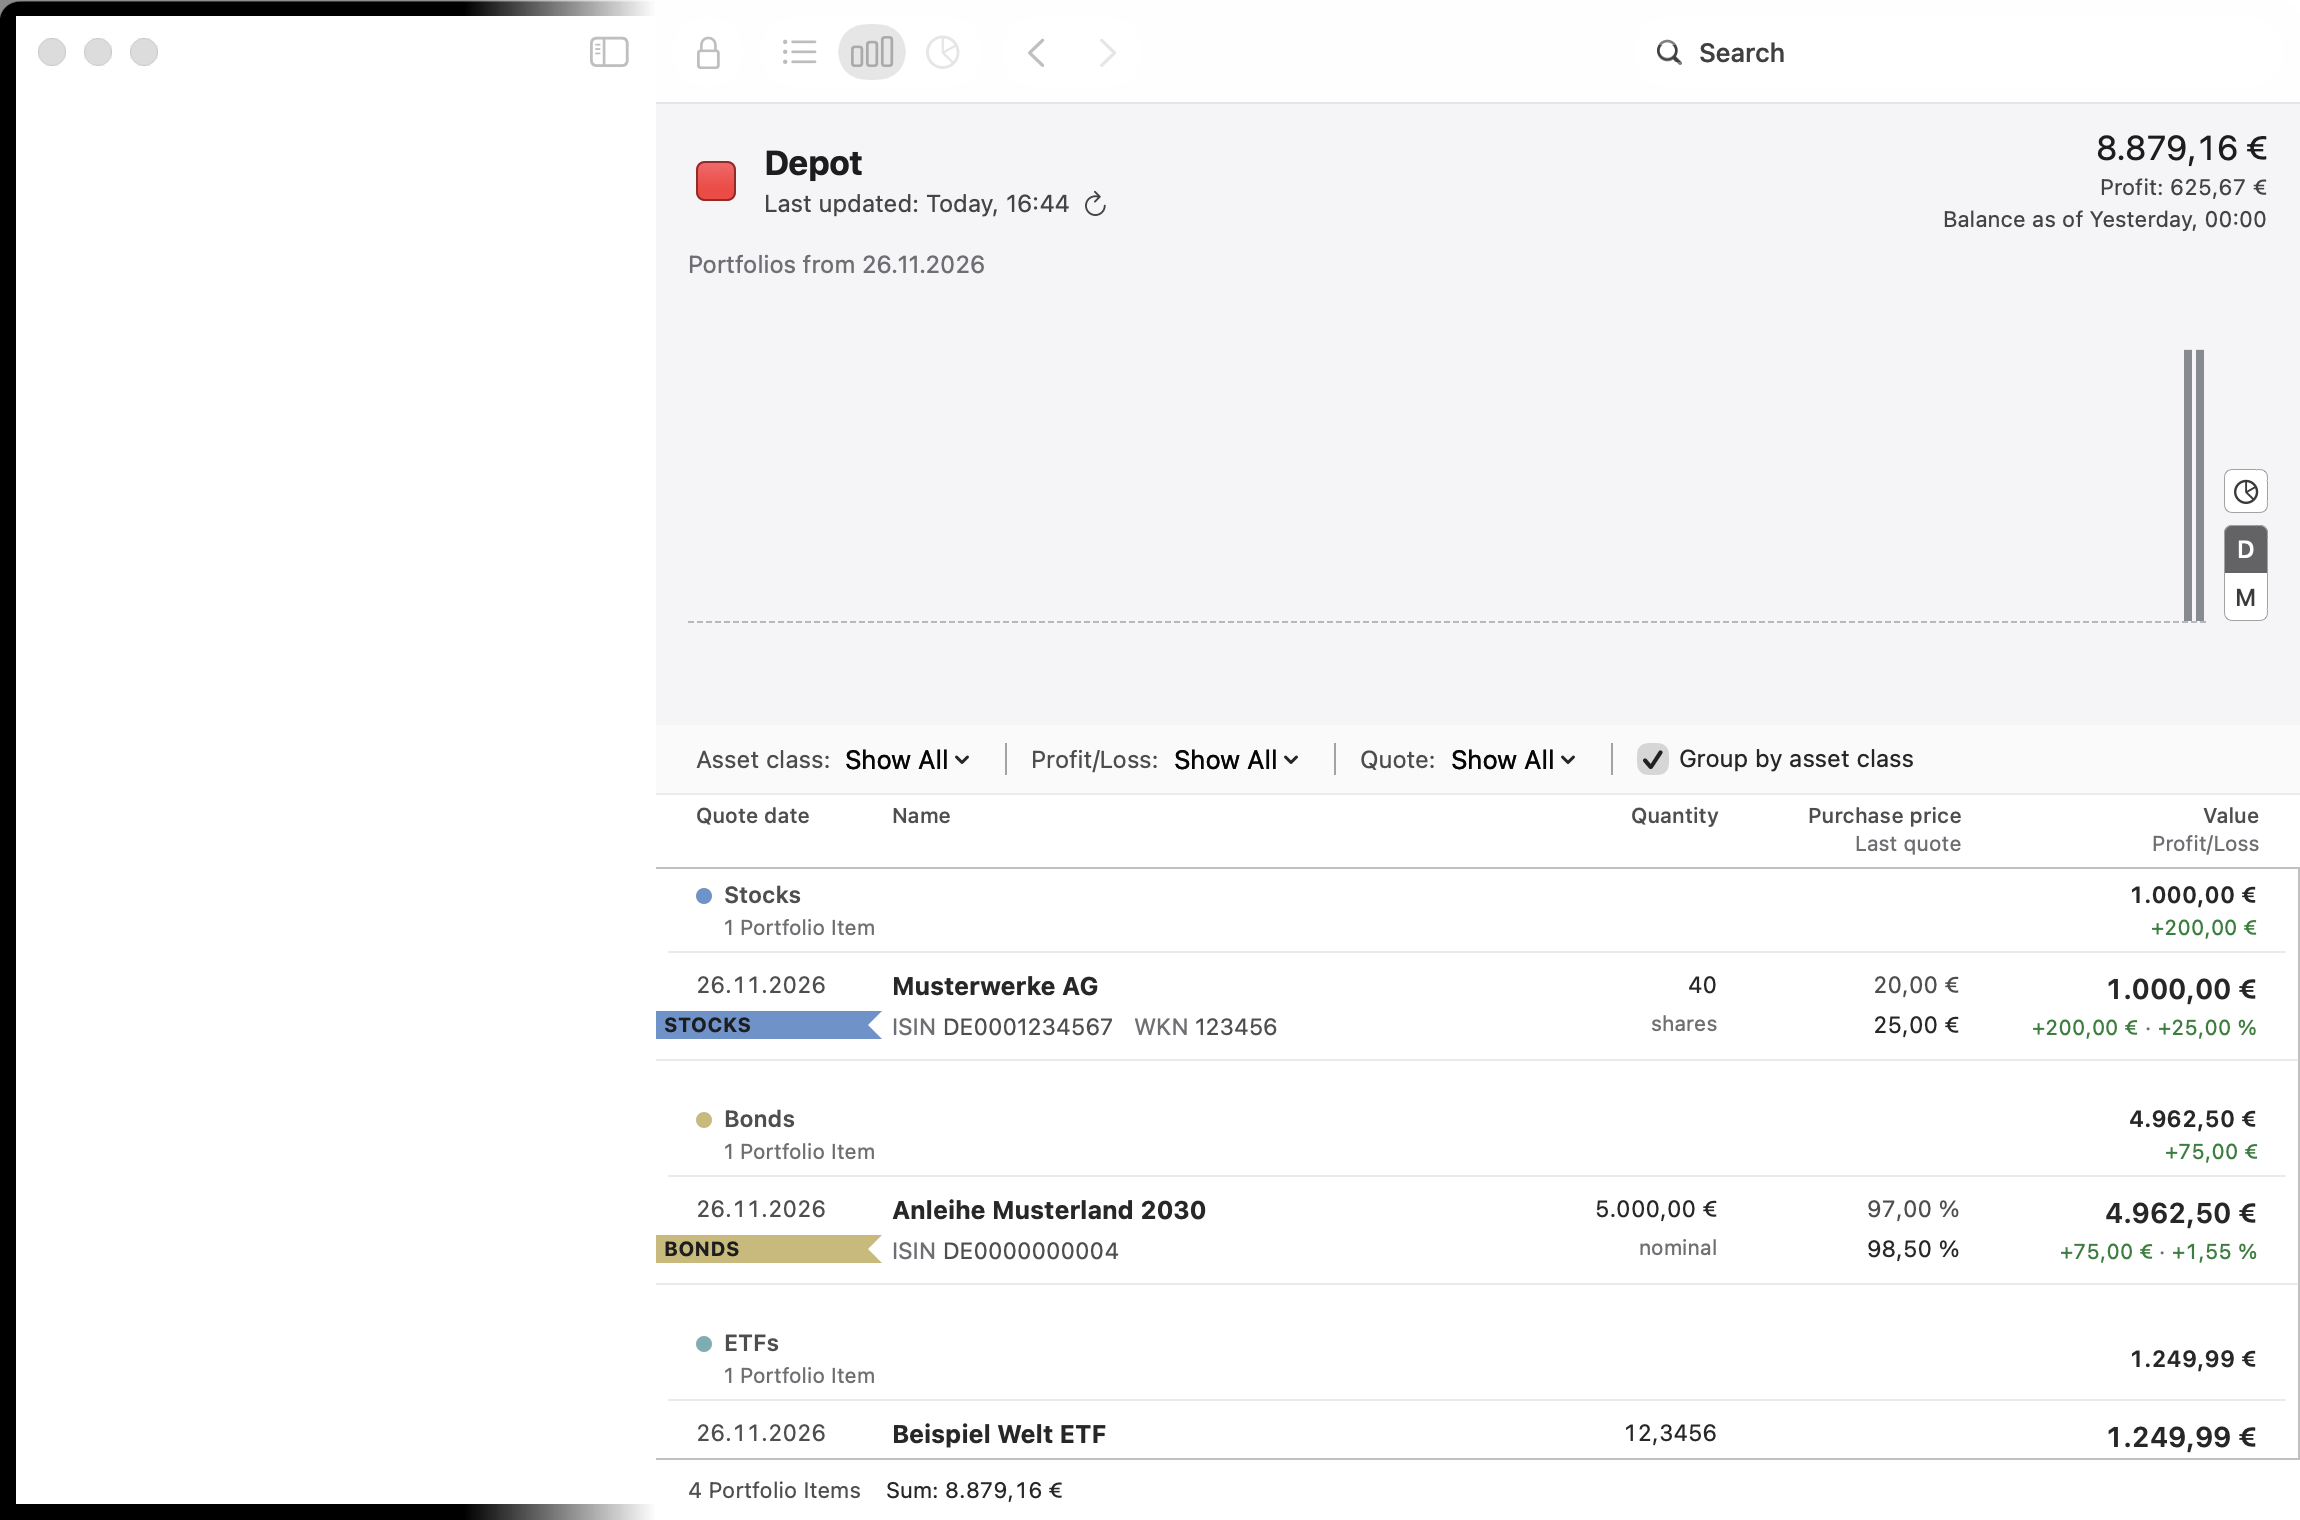 Search
Depot
Last updated: Today, 16:44
8.879,16 €
Profit: 625,67 €
Balance as of Yesterday, 00:00
Portfolios from 26.11.2026
D
M
Asset class: Show All
Profit/Loss: Show All
Quote: Show All
Group by asset class
Quote date Name Quantity Purchase price Value
Last quote Profit/Loss
Stocks 1.000,00 €
1 Portfolio Item +200,00 €
26.11.2026 Musterwerke AG 40 20,00 € 1.000,00 €
STOCKS ISIN DE0001234567 WKN 123456 shares 25,00 € +200,00 € · +25,00 %
Bonds 4.962,50 €
1 Portfolio Item +75,00 €
26.11.2026 Anleihe Musterland 2030 5.000,00 € 97,00 % 4.962,50 €
BONDS ISIN DE0000000004 nominal 98,50 % +75,00 € · +1,55 %
ETFs 1.249,99 €
1 Portfolio Item
26.11.2026 Beispiel Welt ETF 12,3456 1.249,99 €
4 Portfolio Items Sum: 8.879,16 €